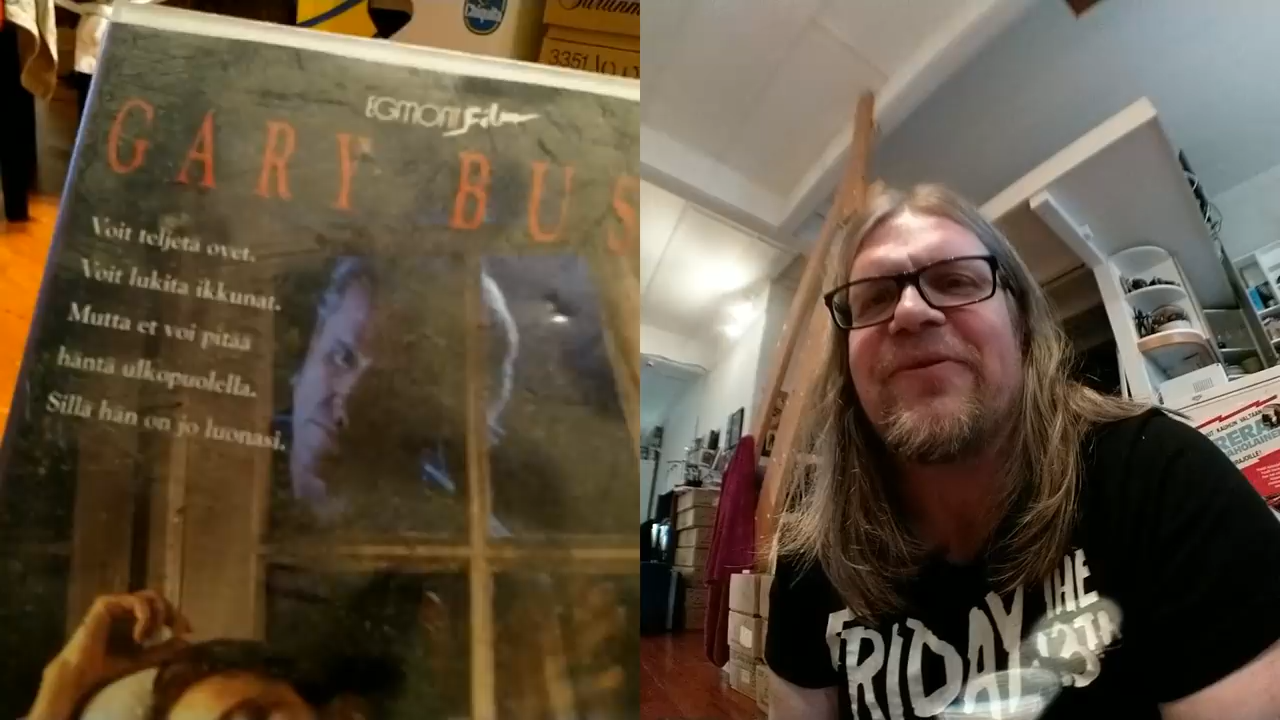 EGMONT Film
GARY BUS
Voit teljetä ovet.
Voit lukita ikkunat.
Mutta et voi pitää
häntä ulkopuolella.
Sillä hän on jo luonasi.
3351
FRIDAY THE 13TH